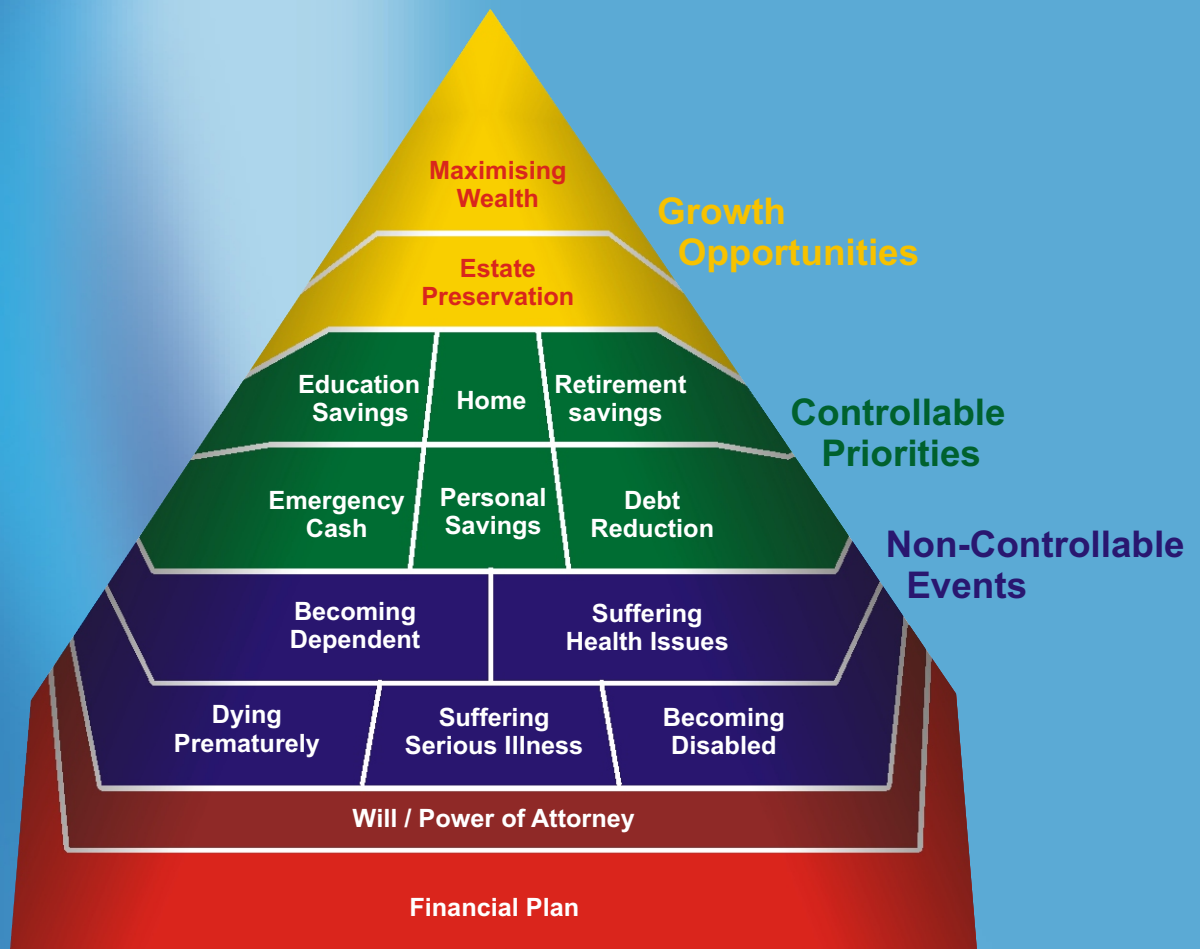 Maximising
Wealth
Growth
Opportunities
Estate
Preservation
Education
Savings
Home
Retirement
savings
Controllable
Priorities
Emergency
Cash
Personal
Savings
Debt
Reduction
Non-Controllable
Events
Becoming
Dependent
Suffering
Health Issues
Dying
Prematurely
Suffering
Serious Illness
Becoming
Disabled
Will / Power of Attorney
Financial Plan